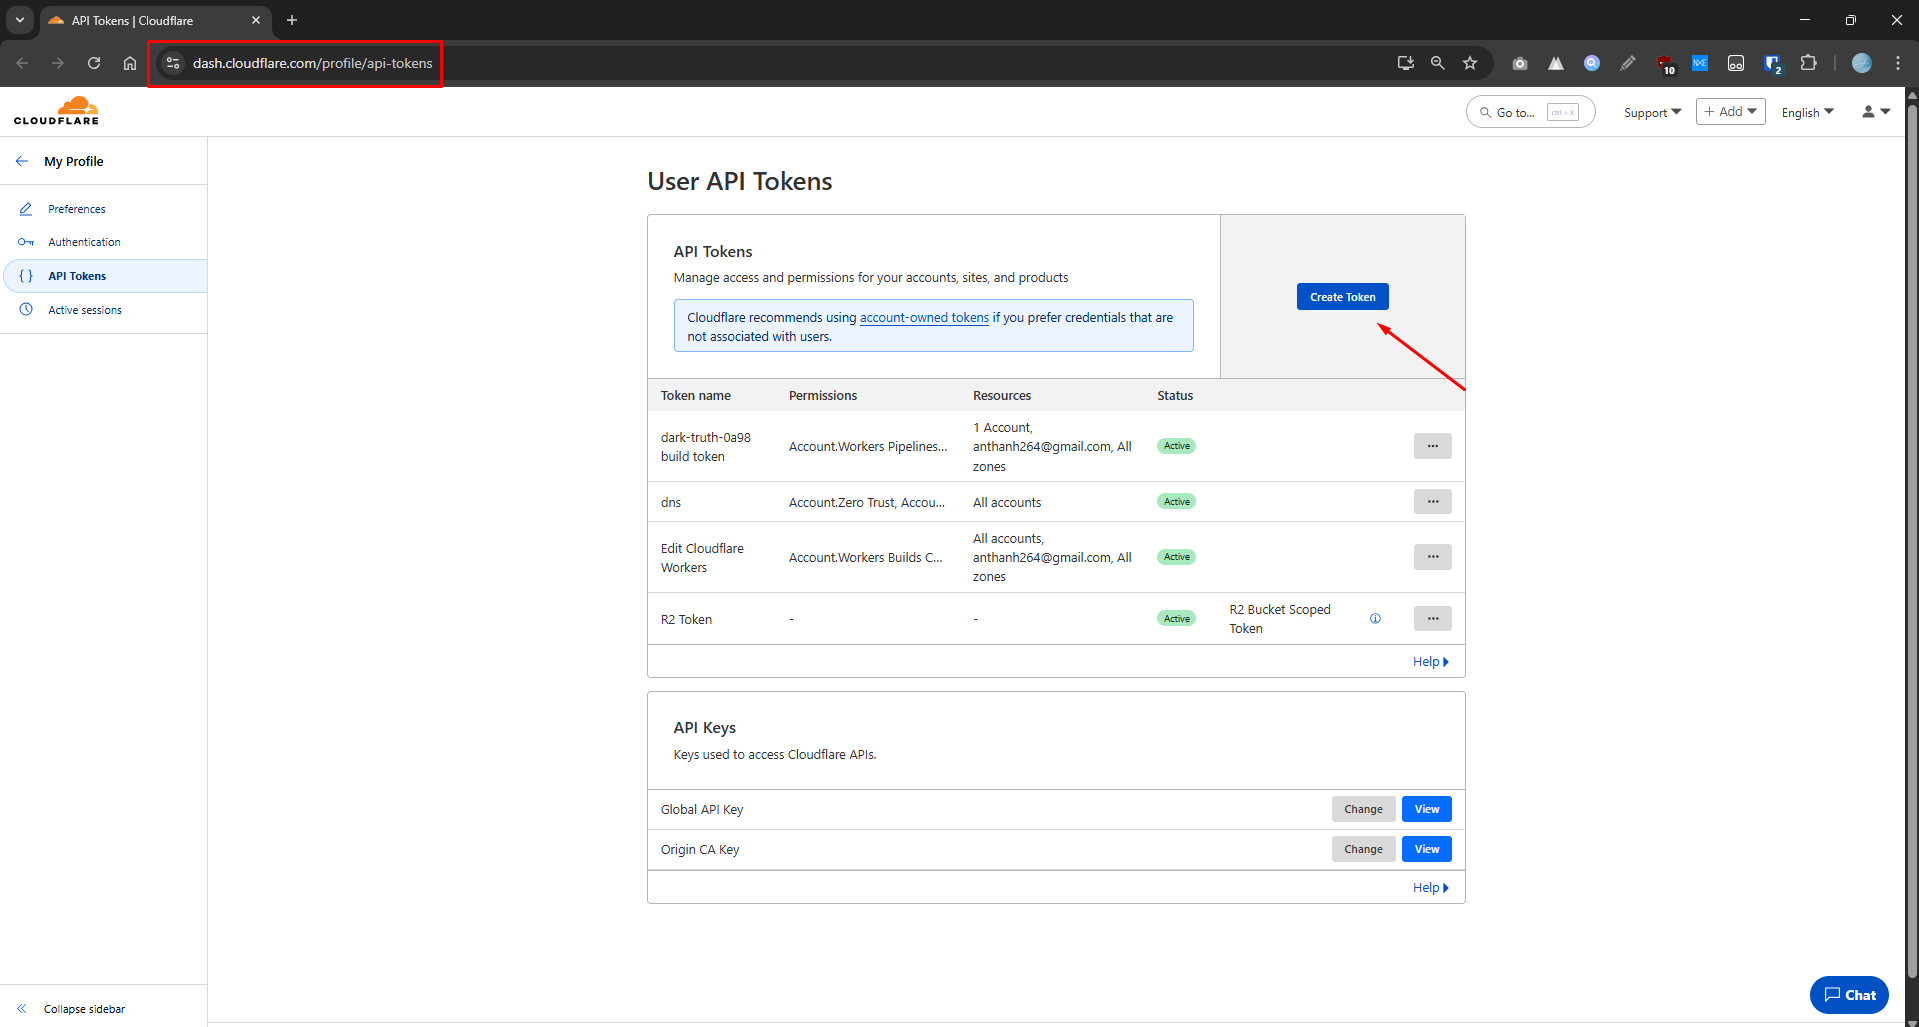 API Tokens | Cloudflare
dash.cloudflare.com/profile/api-tokens
10
NXE
2
CLOUDFLARE
Go to...
ctrl + K
Support
+ Add
English
My Profile
Preferences
Authentication
API Tokens
Active sessions
User API Tokens
API Tokens
Manage access and permissions for your accounts, sites, and products
Cloudflare recommends using account-owned tokens if you prefer credentials that are
not associated with users.
Create Token
Token name Permissions Resources Status
dark-truth-0a98
build token
Account.Workers Pipelines...
1 Account,
anthanh264@gmail.com, All
zones
Active
...
dns Account.Zero Trust, Accou... All accounts Active ...
Edit Cloudflare
Workers
Account.Workers Builds C...
All accounts,
anthanh264@gmail.com, All
zones
Active
...
R2 Token - - Active
R2 Bucket Scoped
Token
...
Help
API Keys
Keys used to access Cloudflare APIs.
Global API Key Change View
Origin CA Key Change View
Help
Collapse sidebar
Chat